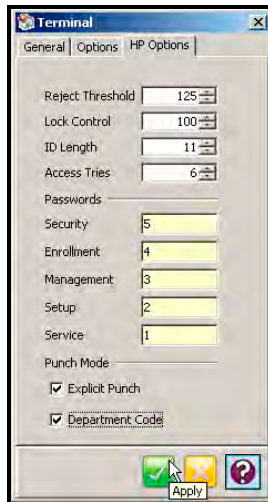 Terminal
General Options HP Options
Reject Threshold 125
Lock Control 100
ID Length 11
Access Tries 6
Passwords
Security 5
Enrollment 4
Management 3
Setup 2
Service 1
Punch Mode
Explicit Punch
Department Code
?
Apply